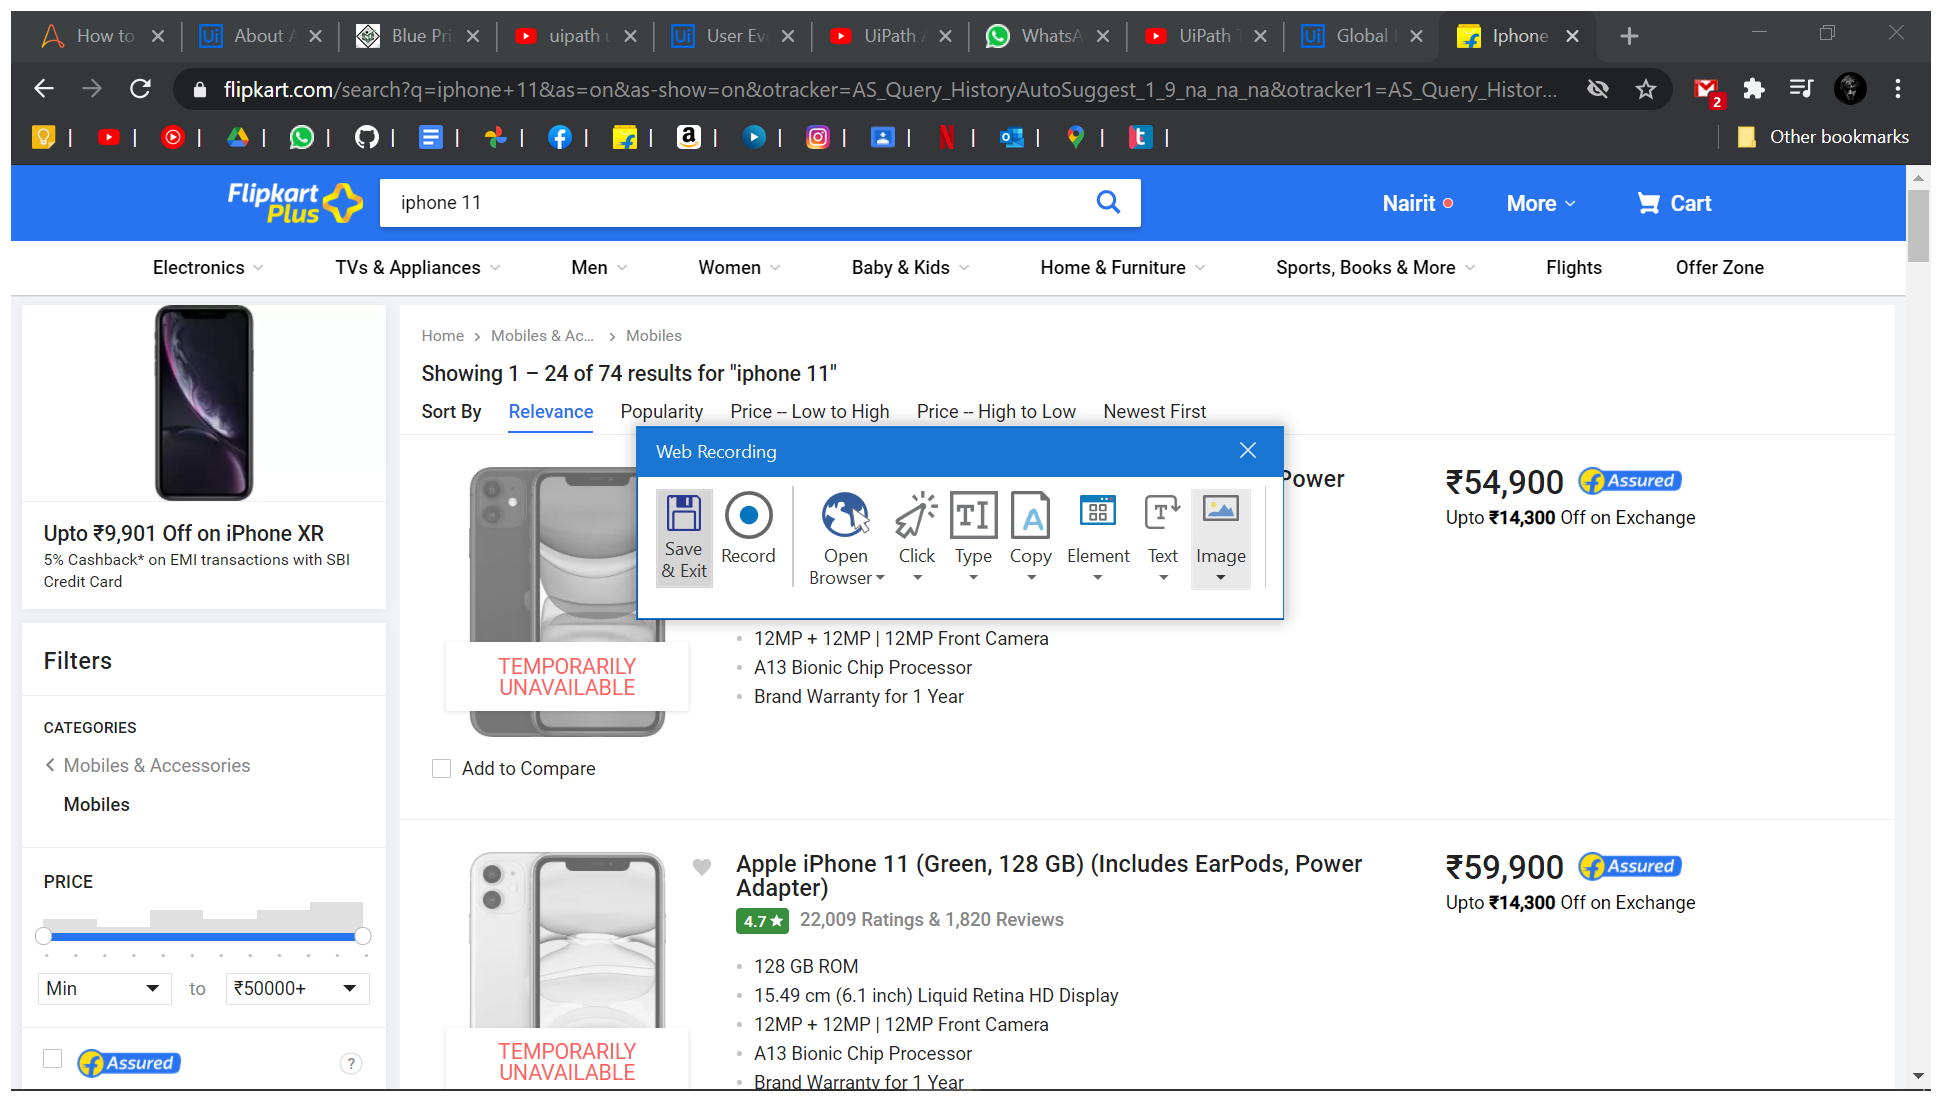 How to
About A
Blue Pri
uipath u
User Eve
UiPath A
WhatsA
UiPath T
Global
Iphone
flipkart.com/search?q=iphone+11&as=on&as-show=on&otracker=AS_Query_HistoryAutoSuggest_1_9_na_na_na&otracker1=AS_Query_Histor...
2
Other bookmarks
Flipkart
Plus
iphone 11
Nairit
More
Cart
Electronics
TVs & Appliances
Men
Women
Baby & Kids
Home & Furniture
Sports, Books & More
Flights
Offer Zone
Upto ₹9,901 Off on iPhone XR
5% Cashback* on EMI transactions with SBI
Credit Card
Filters
CATEGORIES
Mobiles & Accessories
Mobiles
PRICE
Min to ₹50000+
Assured
?
Home > Mobiles & Ac... > Mobiles
Showing 1 – 24 of 74 results for "iphone 11"
Sort By Relevance Popularity Price -- Low to High Price -- High to Low Newest First
Web Recording
Save
& Exit
Record
Open
Browser
Click
Type
Copy
Element
Text
Image
Power
₹54,900 Assured
Upto ₹14,300 Off on Exchange
12MP + 12MP | 12MP Front Camera
A13 Bionic Chip Processor
Brand Warranty for 1 Year
TEMPORARILY
UNAVAILABLE
Add to Compare
Apple iPhone 11 (Green, 128 GB) (Includes EarPods, Power
Adapter)
4.7 ★ 22,009 Ratings & 1,820 Reviews
128 GB ROM
15.49 cm (6.1 inch) Liquid Retina HD Display
12MP + 12MP | 12MP Front Camera
A13 Bionic Chip Processor
Brand Warranty for 1 Year
₹59,900 Assured
Upto ₹14,300 Off on Exchange
TEMPORARILY
UNAVAILABLE